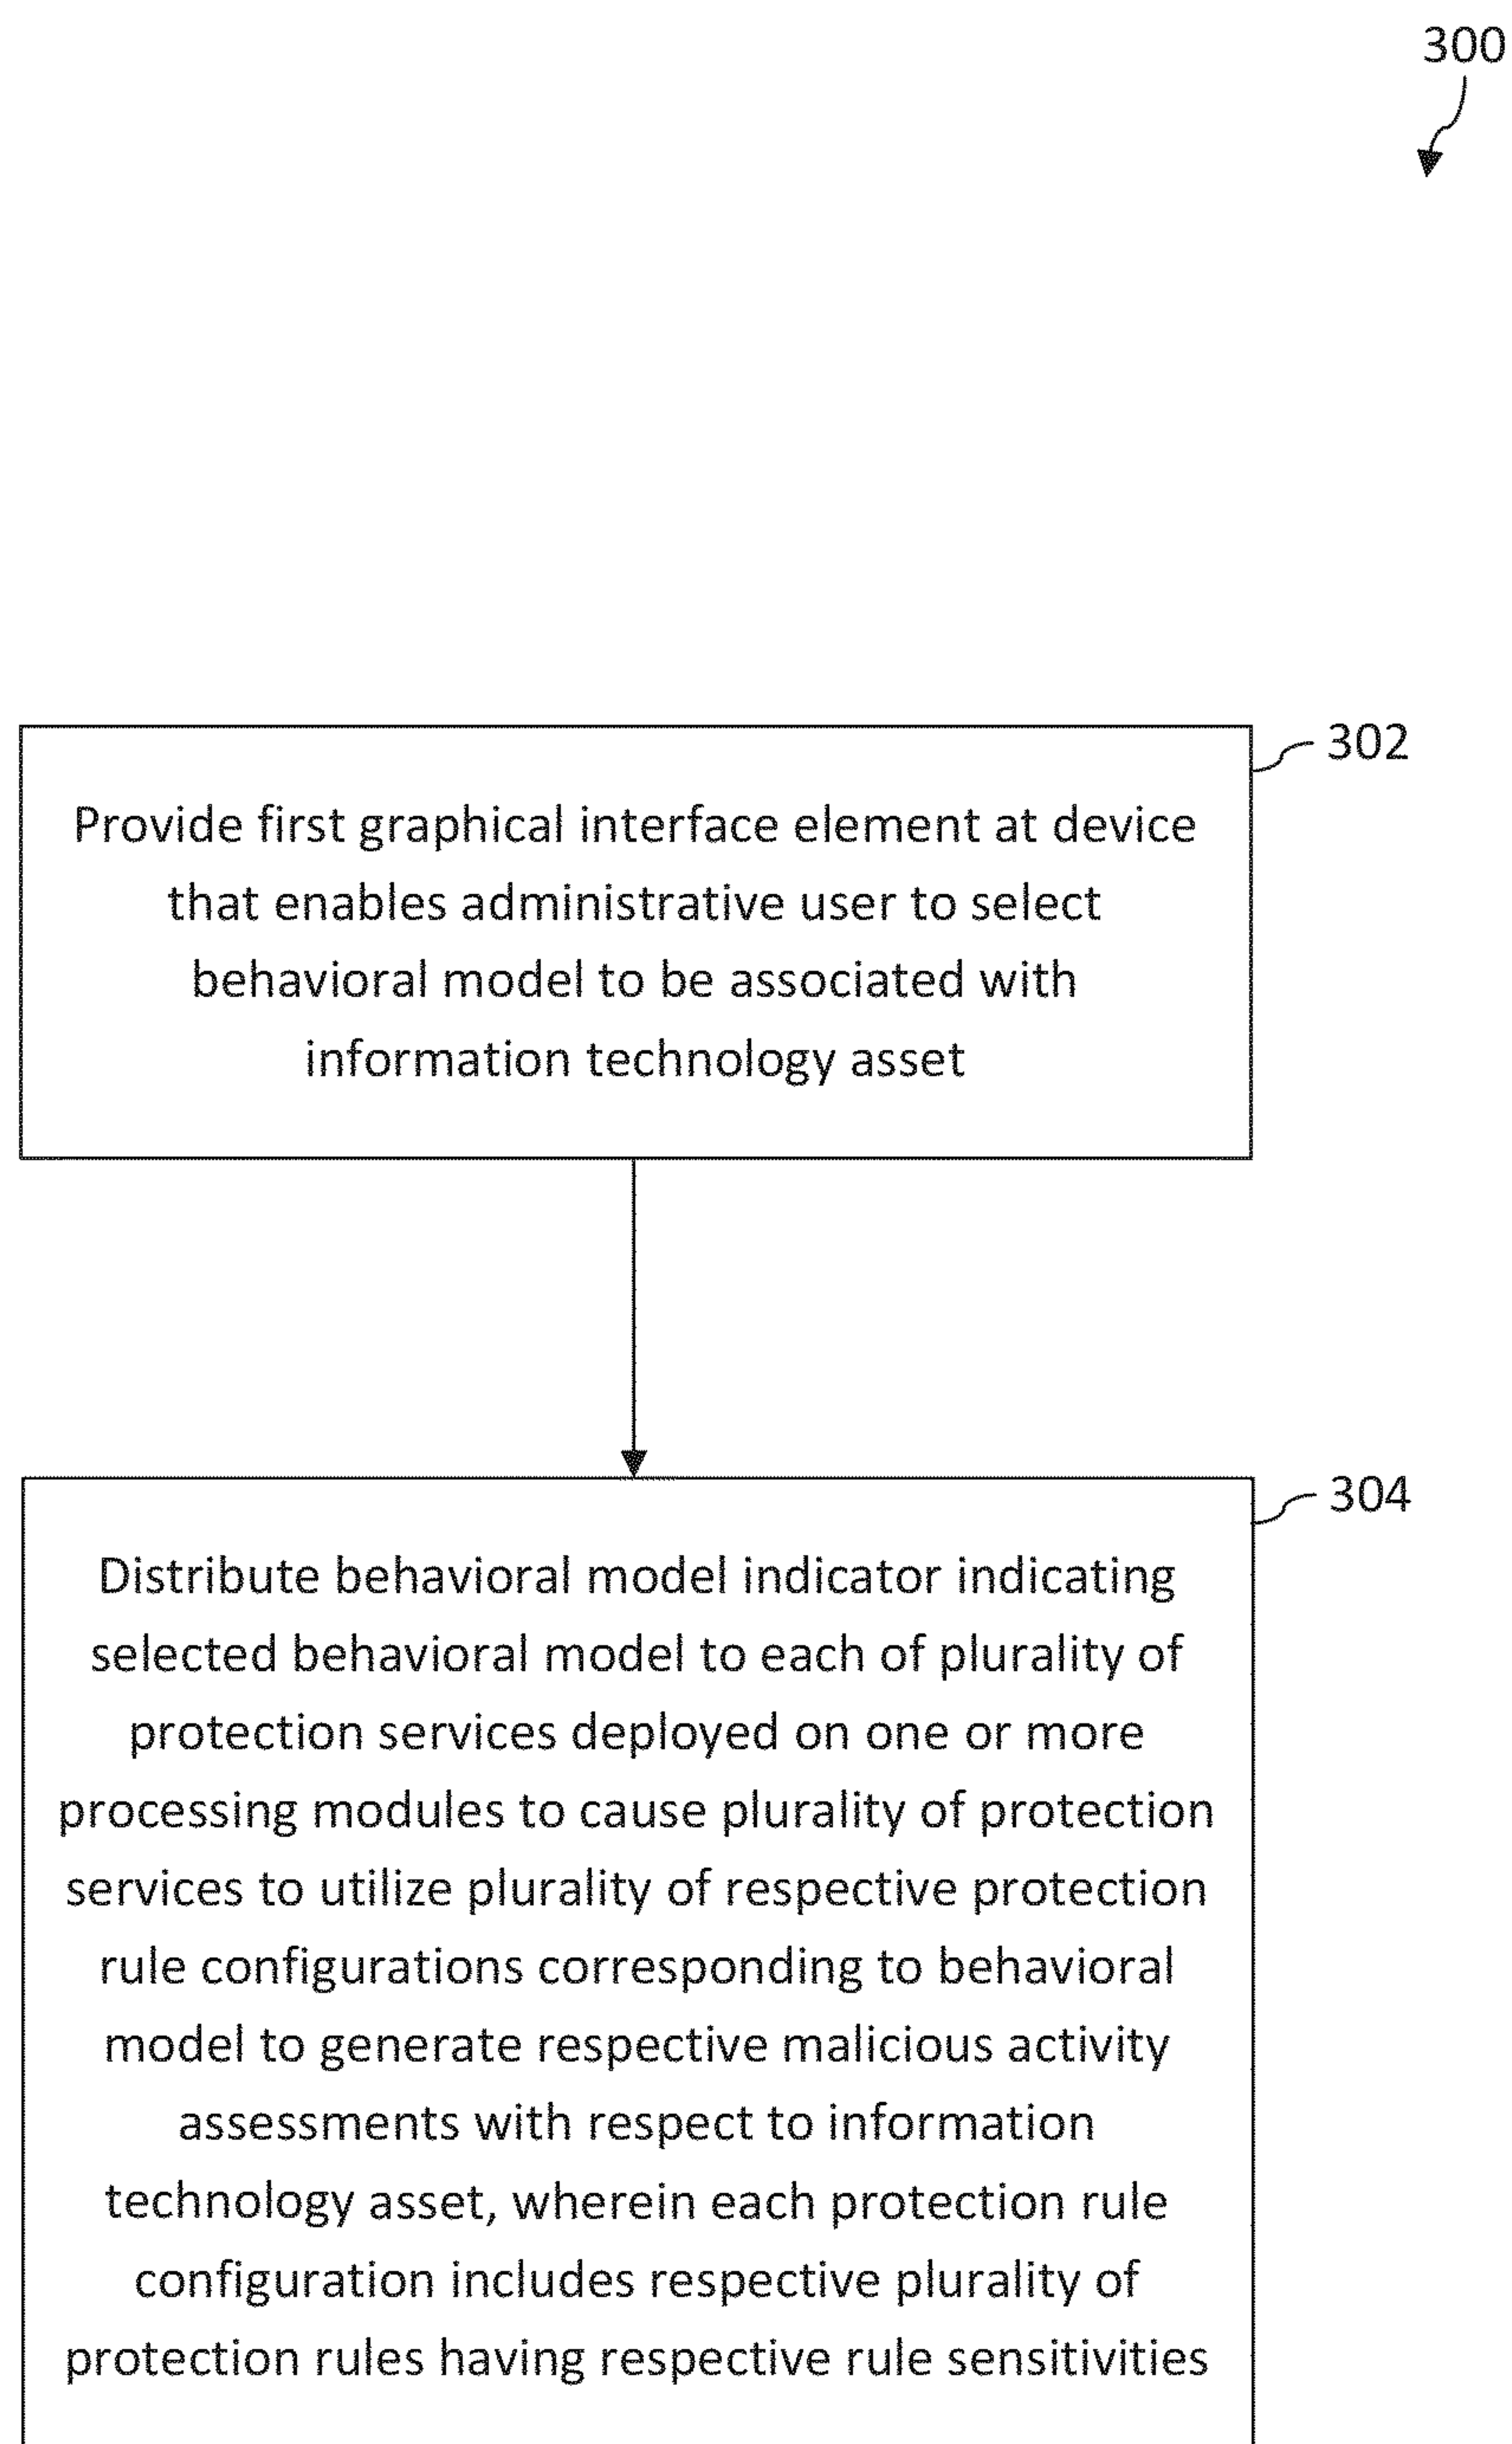 300
302
Provide first graphical interface element at device
that enables administrative user to select
behavioral model to be associated with
information technology asset
304
Distribute behavioral model indicator indicating
selected behavioral model to each of plurality of
protection services deployed on one or more
processing modules to cause plurality of protection
services to utilize plurality of respective protection
rule configurations corresponding to behavioral
model to generate respective malicious activity
assessments with respect to information
technology asset, wherein each protection rule
configuration includes respective plurality of
protection rules having respective rule sensitivities